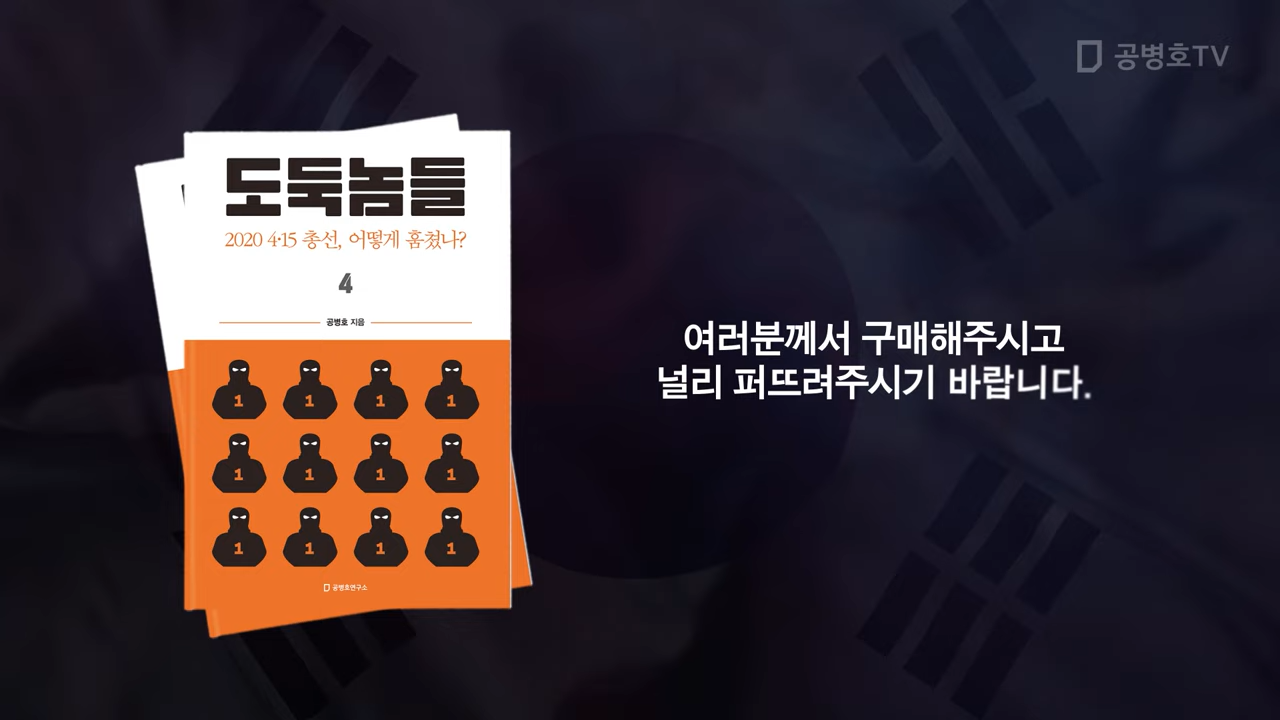 공병호TV
도둑놈들
2020 4·15 총선, 어떻게 훔쳤나?
4
공병호 지음
1 1 1 1
1 1 1 1
1 1 1 1
공병호연구소
여러분께서 구매해주시고
널리 퍼뜨려주시기 바랍니다.